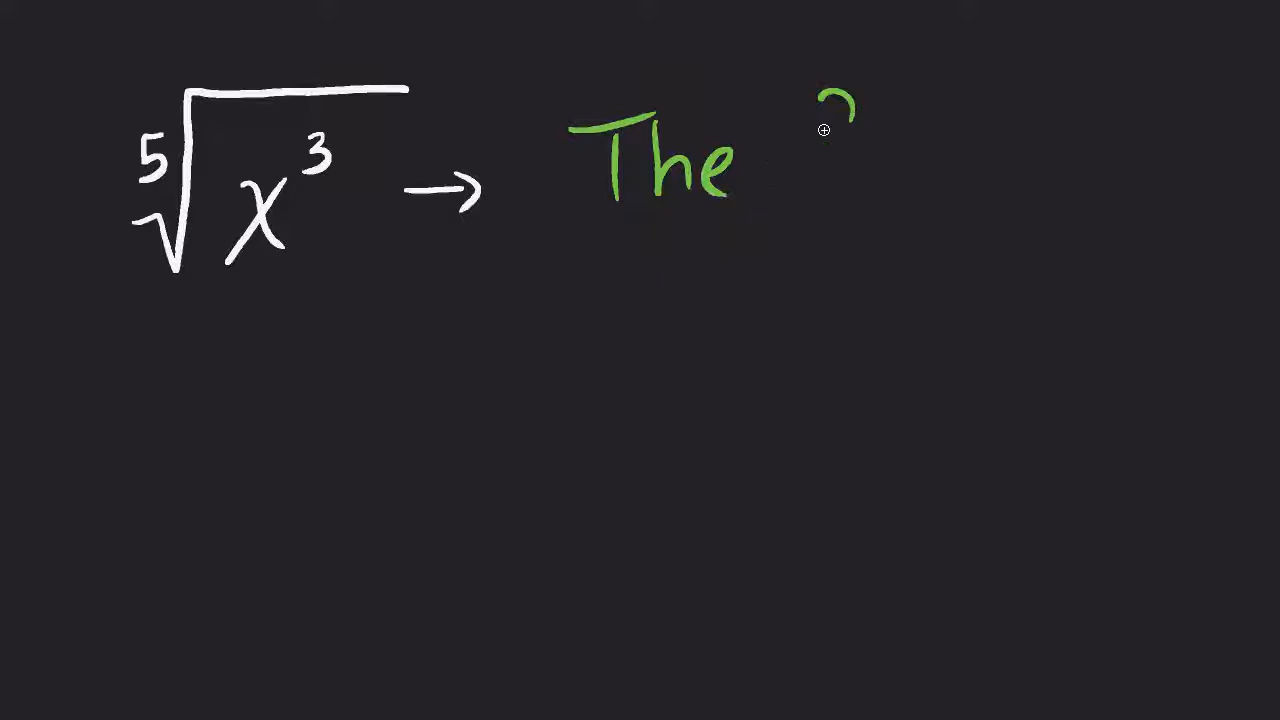 ⁵√x³ → The